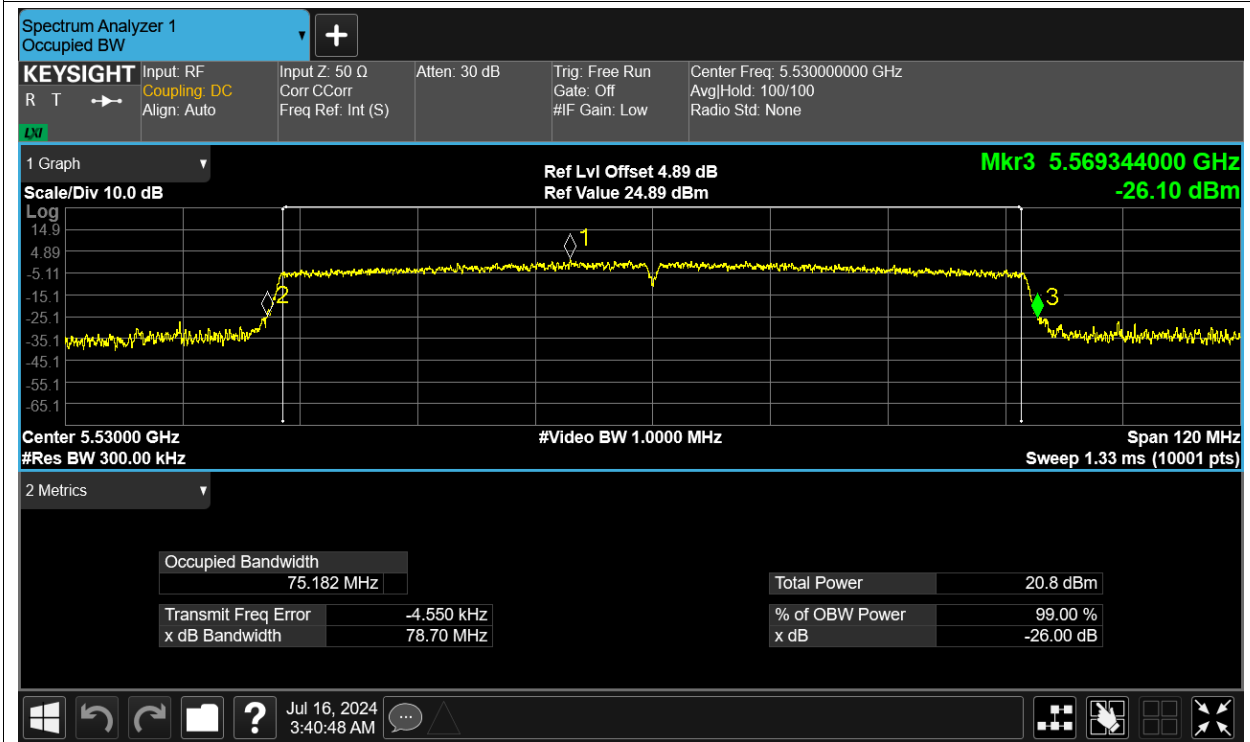 Spectrum Analyzer 1
Occupied BW
KEYSIGHT
R T
LXI
Input: RF
Coupling: DC
Align: Auto
Input Z: 50 Ω
Corr CCorr
Freq Ref: Int (S)
Atten: 30 dB
Trig: Free Run
Gate: Off
#IF Gain: Low
Center Freq: 5.530000000 GHz
Avg|Hold: 100/100
Radio Std: None
1 Graph
Scale/Div 10.0 dB
Ref Lvl Offset 4.89 dB
Ref Value 24.89 dBm
Mkr3 5.569344000 GHz
-26.10 dBm
Log
14.9
4.89
-5.11
-15.1
-25.1
-35.1
-45.1
-55.1
-65.1
1
2
3
Center 5.53000 GHz
#Video BW 1.0000 MHz
Span 120 MHz
#Res BW 300.00 kHz
Sweep 1.33 ms (10001 pts)
2 Metrics
Occupied Bandwidth
75.182 MHz
Transmit Freq Error -4.550 kHz
x dB Bandwidth 78.70 MHz
Total Power 20.8 dBm
% of OBW Power 99.00 %
x dB -26.00 dB
?
Jul 16, 2024
3:40:48 AM